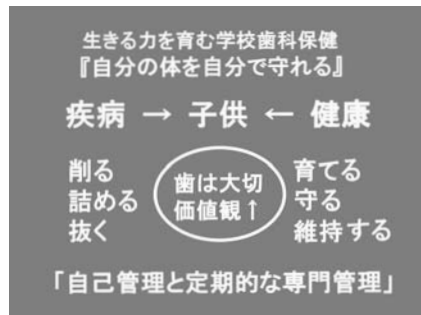 生きる力を育む学校歯科保健
『自分の体を自分で守れる』
疾病 → 子供 ← 健康
削る
詰める
抜く
歯は大切
価値観↑
育てる
守る
維持する
「自己管理と定期的な専門管理」